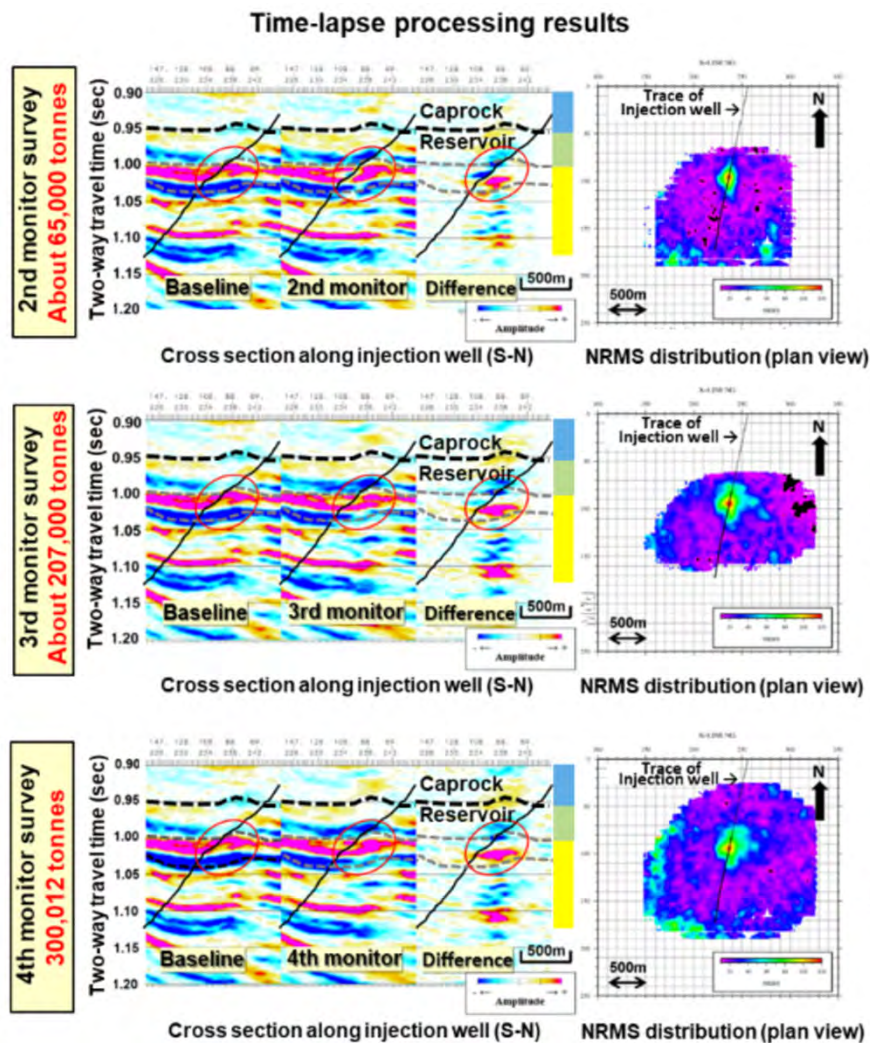 Time-lapse processing results
2nd monitor survey
About 65,000 tonnes
Two-way travel time (sec)
0.90
0.95
1.00
1.05
1.10
1.15
1.20
Caprock
Reservoir
Baseline
2nd monitor
Difference
500m
Amplitude
Cross section along injection well (S-N)
Trace of
Injection well
N
500m
NRMS distribution (plan view)
3rd monitor survey
About 207,000 tonnes
Two-way travel time (sec)
0.90
0.95
1.00
1.05
1.10
1.15
1.20
Caprock
Reservoir
Baseline
3rd monitor
Difference
500m
Amplitude
Cross section along injection well (S-N)
Trace of
Injection well
N
500m
NRMS distribution (plan view)
4th monitor survey
300,012 tonnes
Two-way travel time (sec)
0.90
0.95
1.00
1.05
1.10
1.15
1.20
Caprock
Reservoir
Baseline
4th monitor
Difference
500m
Amplitude
Cross section along injection well (S-N)
Trace of
Injection well
N
500m
NRMS distribution (plan view)